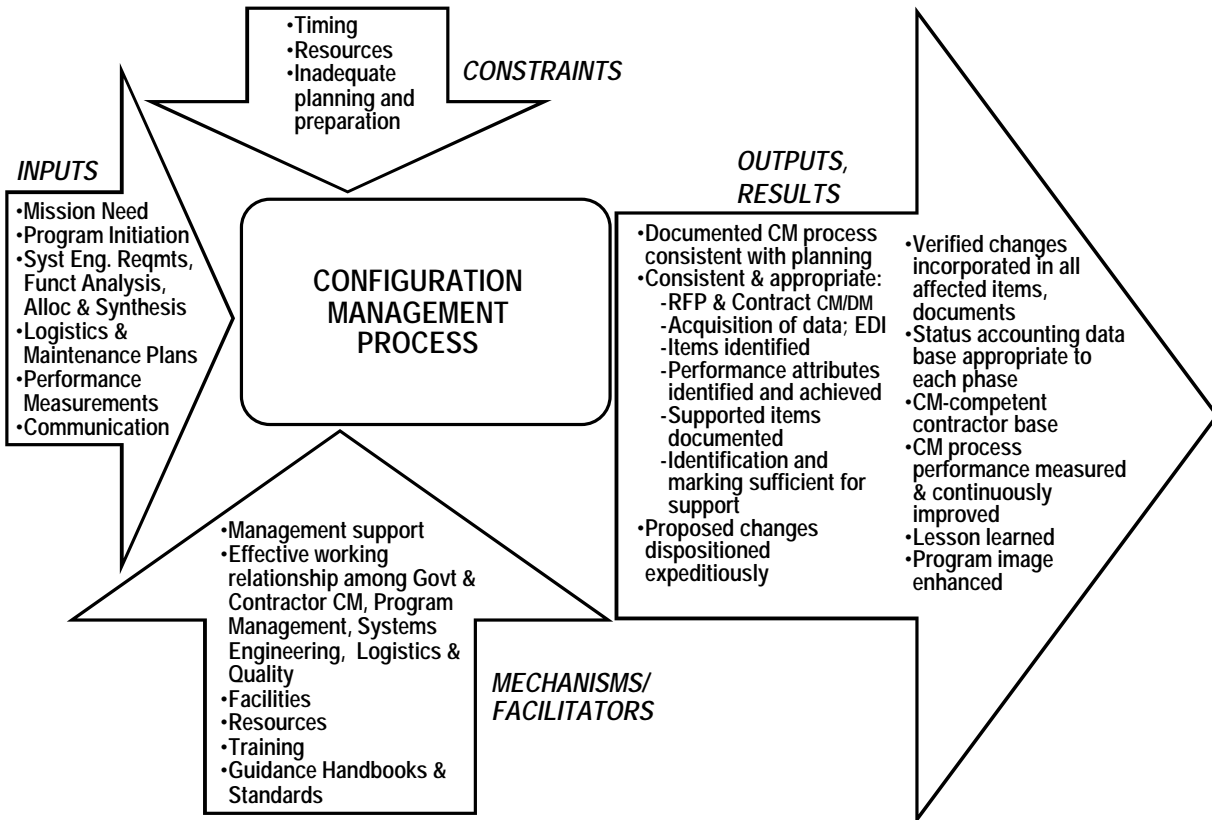 •Timing
•Resources
•Inadequate
planning and
preparation
CONSTRAINTS
INPUTS
•Mission Need
•Program Initiation
•Syst Eng. Reqmts,
Funct Analysis,
Alloc & Synthesis
•Logistics &
Maintenance Plans
•Performance
Measurements
•Communication
CONFIGURATION
MANAGEMENT
PROCESS
OUTPUTS,
RESULTS
•Documented CM process
consistent with planning
•Consistent & appropriate:
-RFP & Contract CM/DM
-Acquisition of data; EDI
-Items identified
-Performance attributes
identified and achieved
-Supported items
documented
-Identification and
marking sufficient for
support
•Proposed changes
dispositioned
expeditiously
•Verified changes
incorporated in all
affected items,
documents
•Status accounting data
base appropriate to
each phase
•CM-competent
contractor base
•CM process
performance measured
& continuously
improved
•Lesson learned
•Program image
enhanced
•Management support
•Effective working
relationship among Govt &
Contractor CM, Program
Management, Systems
Engineering, Logistics &
Quality
•Facilities
•Resources
•Training
•Guidance Handbooks &
Standards
MECHANISMS/
FACILITATORS